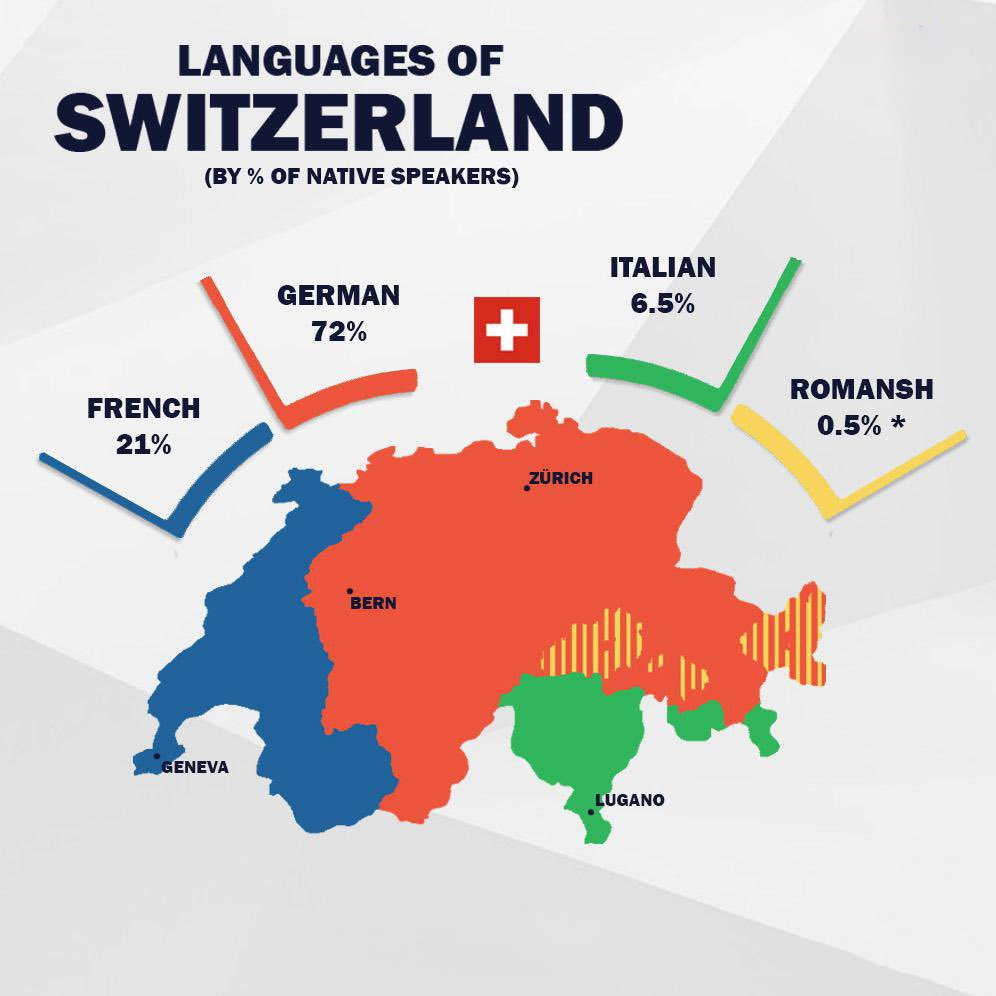 LANGUAGES OF
SWITZERLAND
(BY % OF NATIVE SPEAKERS)
ITALIAN
6.5%
GERMAN
72%
ROMANSH
0.5% *
FRENCH
21%
ZÜRICH
BERN
GENEVA
LUGANO